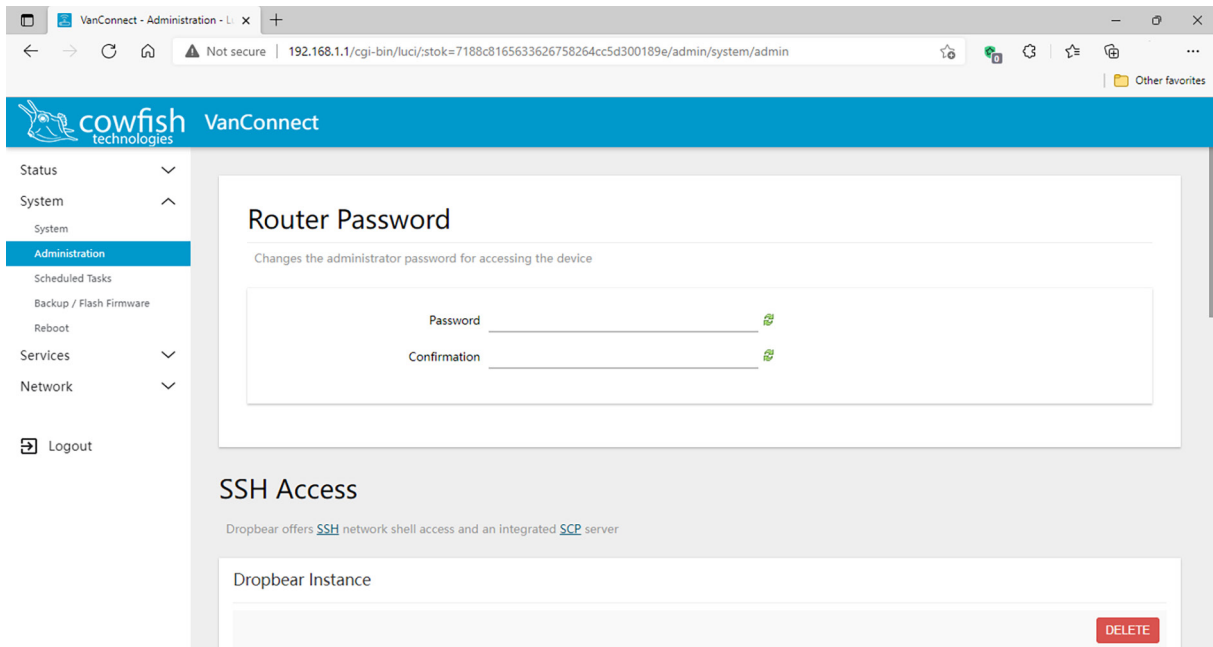 VanConnect - Administration - L
Not secure | 192.168.1.1/cgi-bin/luci/;stok=7188c8165633626758264cc5d300189e/admin/system/admin
0
Other favorites
cowfish
technologies
VanConnect
Status
System
System
Administration
Scheduled Tasks
Backup / Flash Firmware
Reboot
Services
Network
Logout
Router Password
Changes the administrator password for accessing the device
Password
Confirmation
SSH Access
Dropbear offers SSH network shell access and an integrated SCP server
Dropbear Instance
DELETE